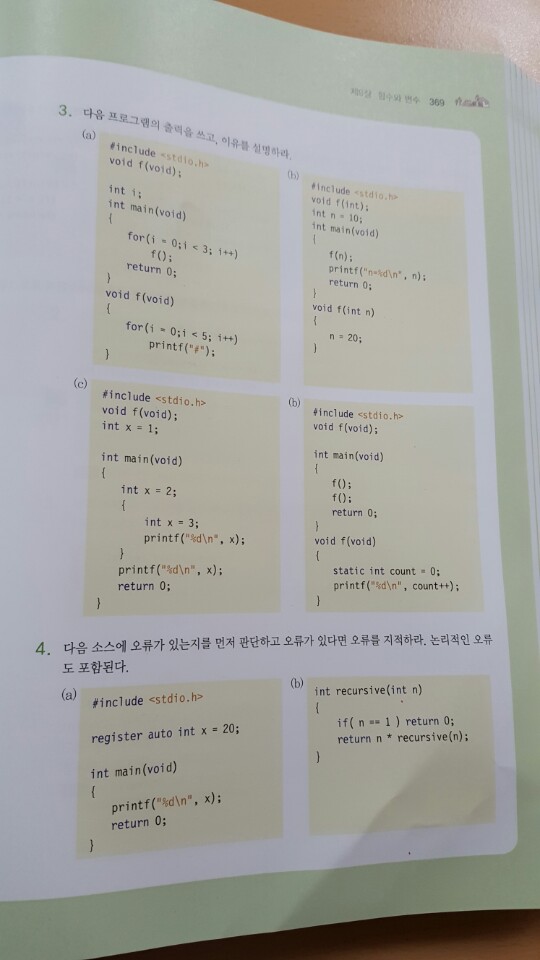 제9장 함수와 변수 369
3. 다음 프로그램의 출력을 쓰고, 이유를 설명하라.
(a)
#include <stdio.h>
void f(void);
int i;
int main(void)
{
for(i = 0;i < 3; i++)
f();
return 0;
}
void f(void)
{
for(i = 0;i < 5; i++)
printf("#");
}
(b)
#include <stdio.h>
void f(int);
int n = 10;
int main(void)
{
f(n);
printf("n=%d\n", n);
return 0;
}
void f(int n)
{
n = 20;
}
(c)
#include <stdio.h>
void f(void);
int x = 1;
int main(void)
{
int x = 2;
{
int x = 3;
printf("%d\n", x);
}
printf("%d\n", x);
return 0;
}
(b)
#include <stdio.h>
void f(void);
int main(void)
{
f();
f();
return 0;
}
void f(void)
{
static int count = 0;
printf("%d\n", count++);
}
4. 다음 소스에 오류가 있는지를 먼저 판단하고 오류가 있다면 오류를 지적하라. 논리적인 오류
도 포함된다.
(a)
#include <stdio.h>
register auto int x = 20;
int main(void)
{
printf("%d\n", x);
return 0;
}
(b)
int recursive(int n)
{
if( n == 1 ) return 0;
return n * recursive(n);
}